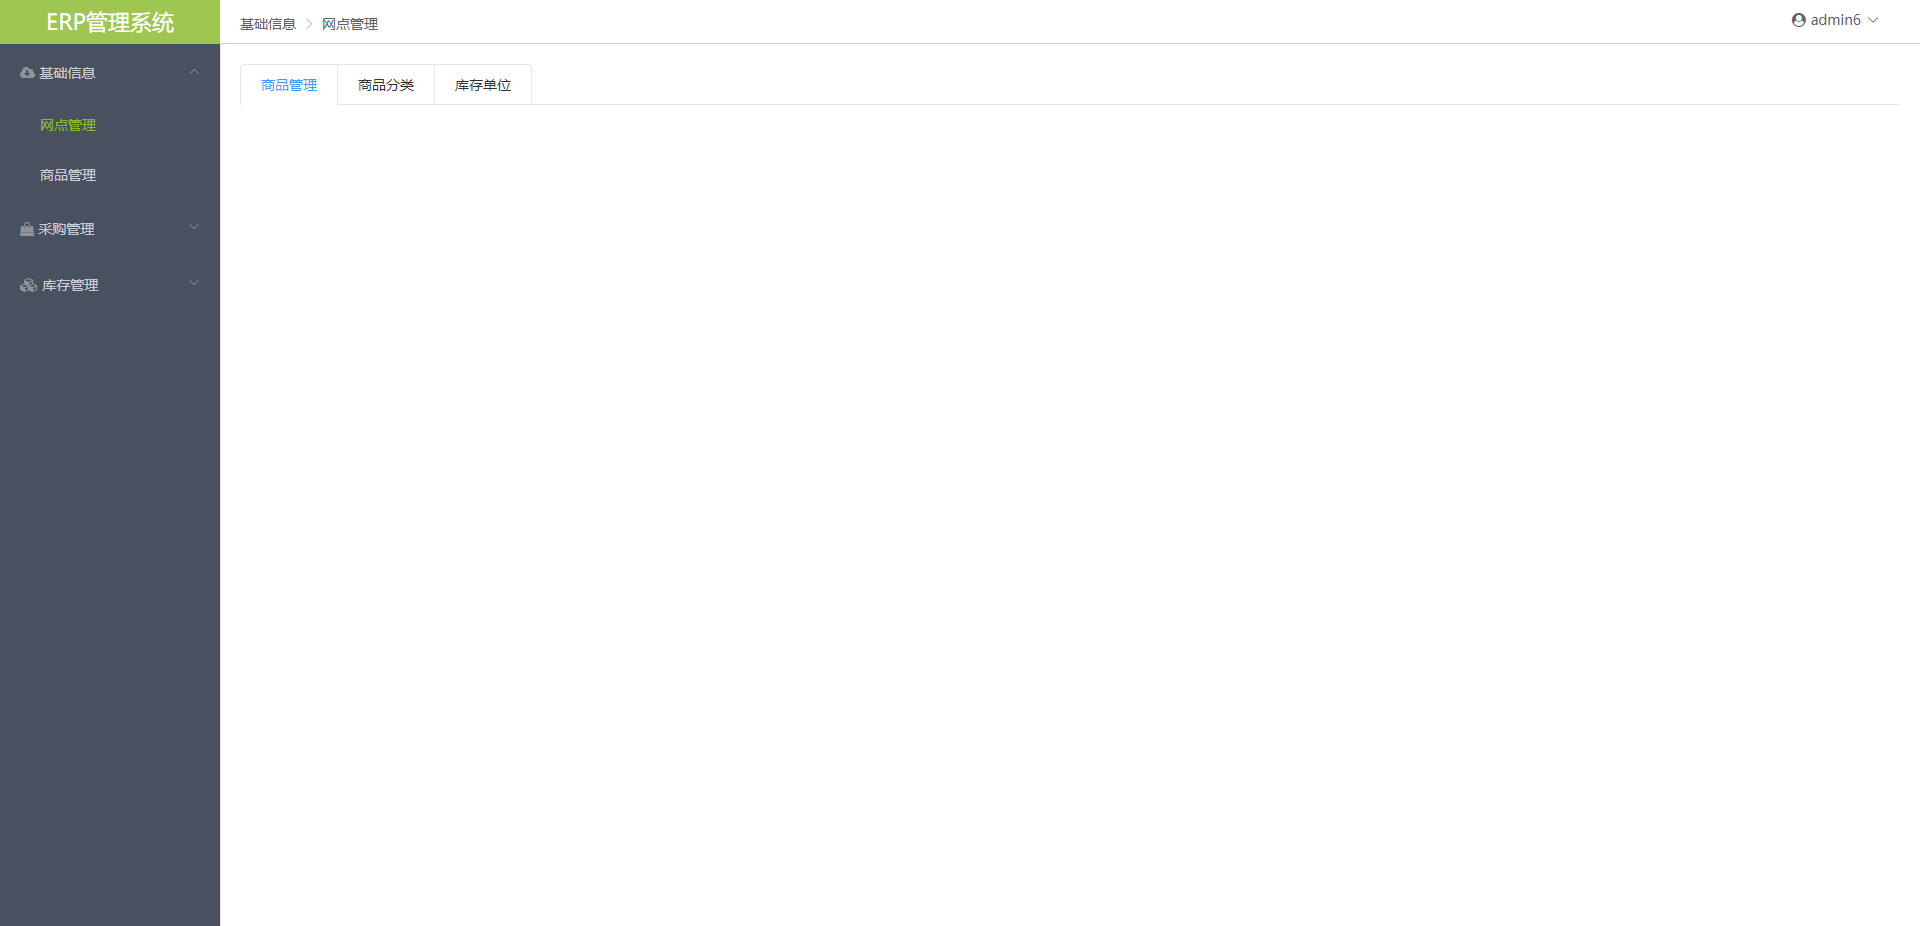 ERP管理系统
基础信息 网点管理
admin6
基础信息
网点管理
商品管理
采购管理
库存管理
商品管理 商品分类 库存单位